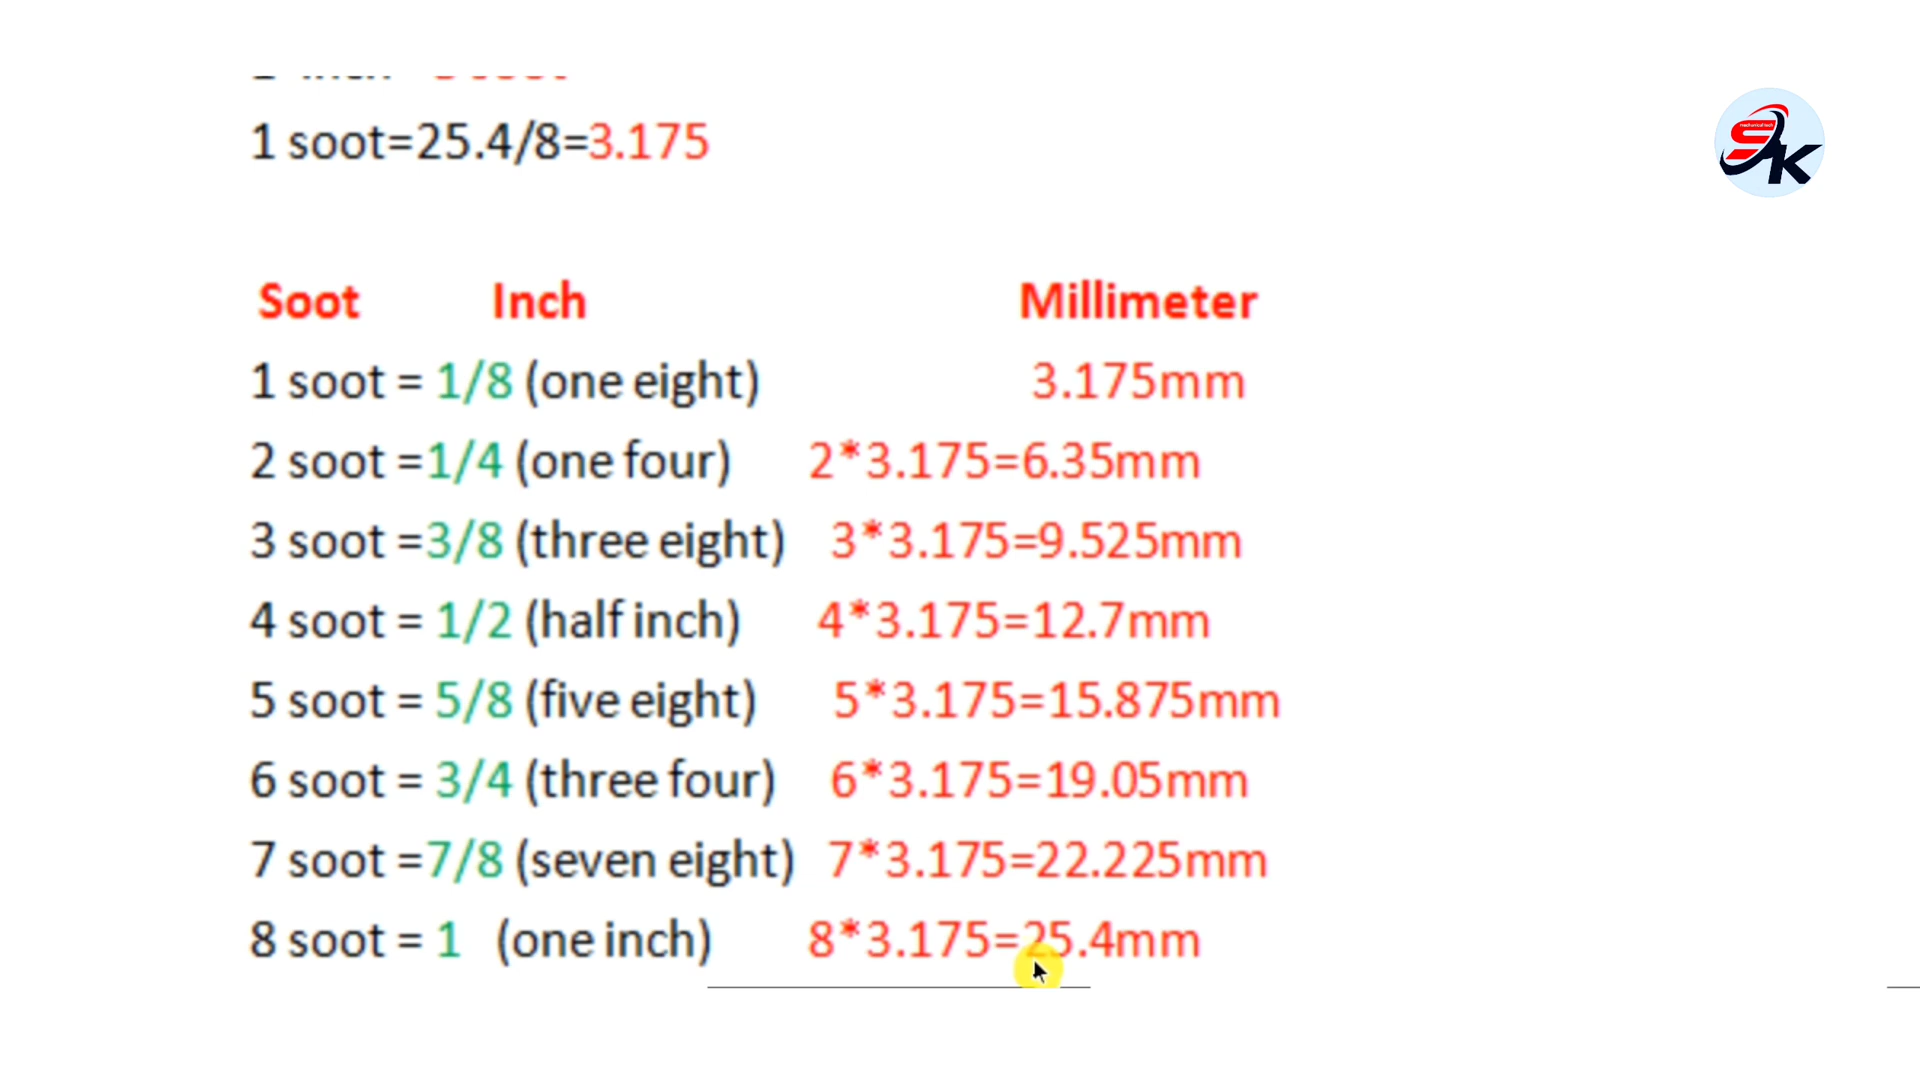 1 soot=25.4/8=3.175
Soot Inch Millimeter
1 soot = 1/8 (one eight) 3.175mm
2 soot =1/4 (one four) 2*3.175=6.35mm
3 soot =3/8 (three eight) 3*3.175=9.525mm
4 soot = 1/2 (half inch) 4*3.175=12.7mm
5 soot = 5/8 (five eight) 5*3.175=15.875mm
6 soot = 3/4 (three four) 6*3.175=19.05mm
7 soot =7/8 (seven eight) 7*3.175=22.225mm
8 soot = 1 (one inch) 8*3.175=25.4mm
SK